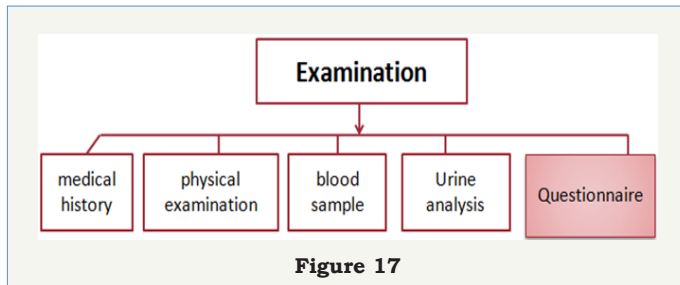 Examination
medical
history
physical
examination
blood
sample
Urine
analysis
Questionnaire
Figure 17